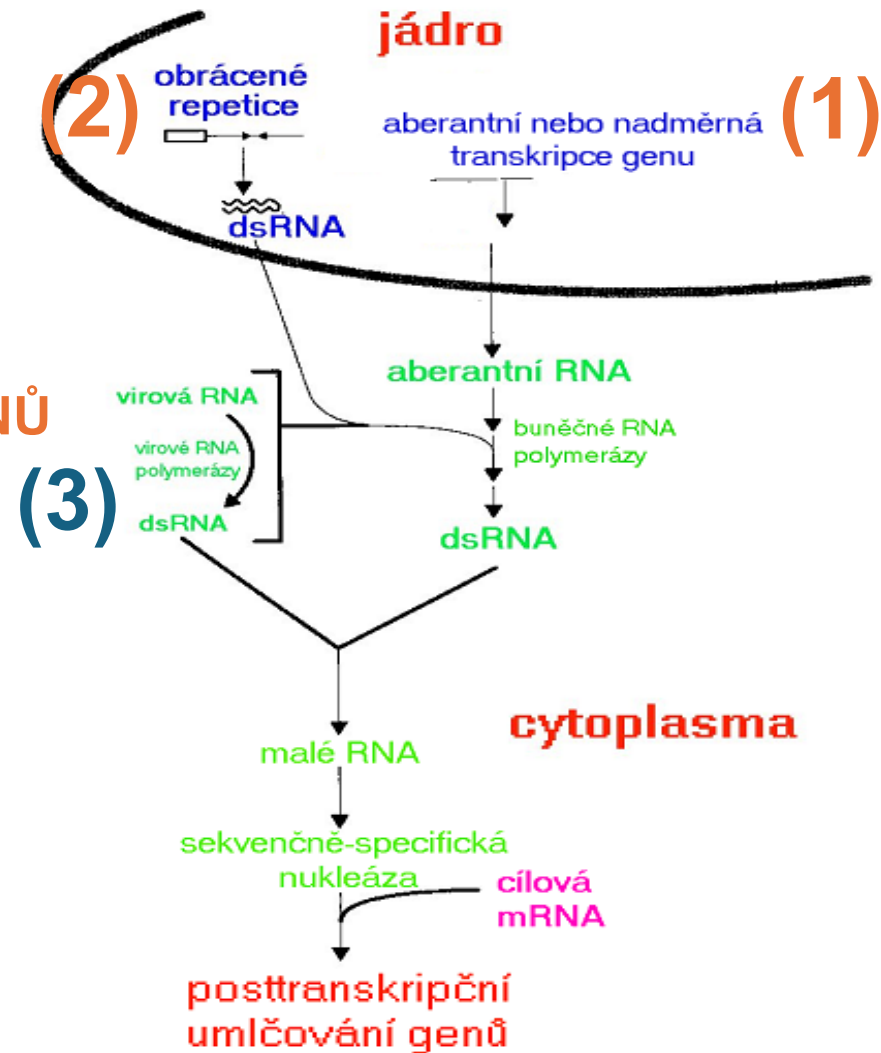 jádro
(2)
obrácené
repetice
(1)
aberantní nebo nadměrná
transkripce genu
dsRNA
aberantní RNA
virová RNA
NŮ
buněčné RNA
polymerázy
virové RNA
polymerázy
(3)
dsRNA
dsRNA
cytoplasma
malé RNA
sekvenčně-specifická
nukleáza
cílová
mRNA
posttranskripční
umlčování genů